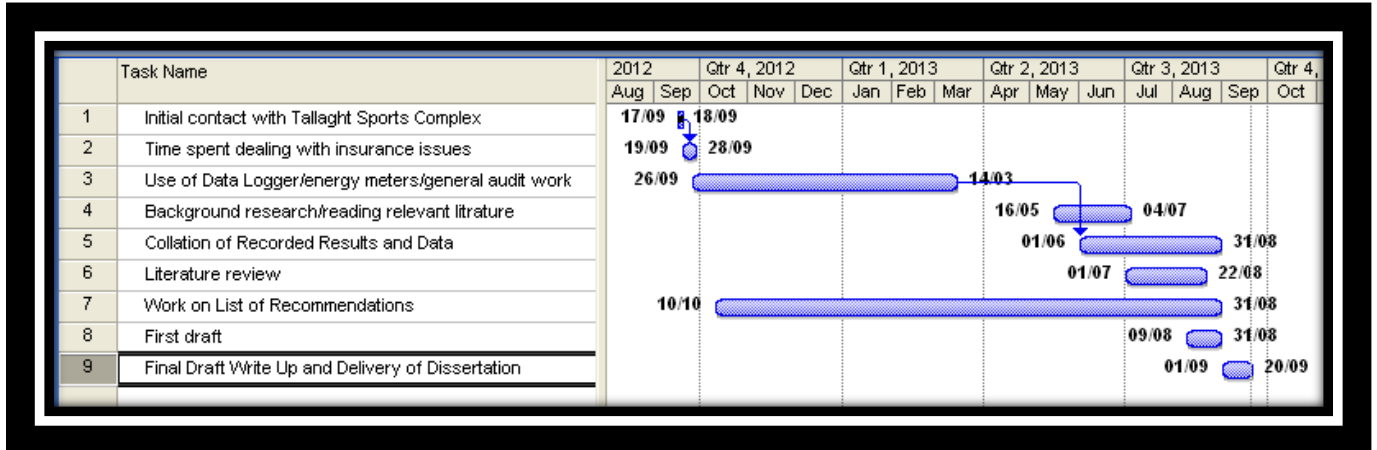 Task Name 2012 Qtr 4, 2012 Qtr 1, 2013 Qtr 2, 2013 Qtr 3, 2013 Qtr 4,
Aug Sep Oct Nov Dec Jan Feb Mar Apr May Jun Jul Aug Sep Oct
1 Initial contact with Tallaght Sports Complex 17/09 18/09
2 Time spent dealing with insurance issues 19/09 28/09
3 Use of Data Logger/energy meters/general audit work 26/09 14/03
4 Background research/reading relevant litrature 16/05 04/07
5 Collation of Recorded Results and Data 01/06 31/08
6 Literature review 01/07 22/08
7 Work on List of Recommendations 10/10 31/08
8 First draft 09/08 31/08
9 Final Draft Write Up and Delivery of Dissertation 01/09 20/09